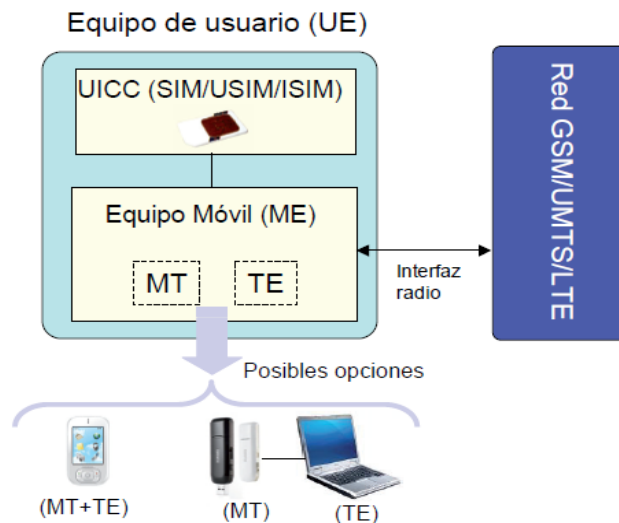 Equipo de usuario (UE)
UICC (SIM/USIM/ISIM)
Equipo Móvil (ME)
MT
TE
Interfaz
radio
Red GSM/UMTS/LTE
Posibles opciones
(MT+TE)
(MT)
(TE)